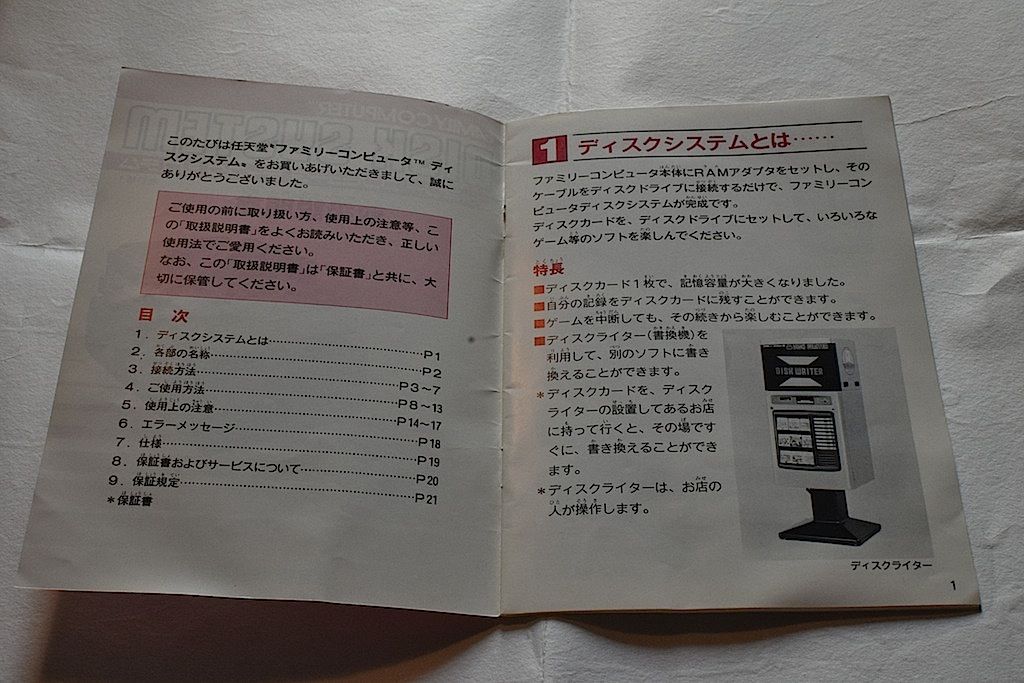 このたびは任天堂"ファミリーコンピュータ™ ディ
スクシステム"をお買いあげいただきまして、誠に
ありがとうございました。
ご使用の前に取り扱い方、使用上の注意等、こ
の「取扱説明書」をよくお読みいただき、正しい
使用法でご愛用ください。
なお、この「取扱説明書」は「保証書」と共に、大
切に保管してください。
目 次
1．ディスクシステムとは……………………P1
2．各部の名称……………………P2
3．接続方法……………………P3～7
4．ご使用方法……………………P8～13
5．使用上の注意……………………P14～17
6．エラーメッセージ……………………P18
7．仕様……………………P19
8．保証書およびサービスについて……………………P20
9．保証規定……………………P21
*保証書
1 ディスクシステムとは……
ファミリーコンピュータ本体にRAMアダプタをセットし、その
ケーブルをディスクドライブに接続するだけで、ファミリーコン
ピュータディスクシステムが完成です。
ディスクカードを、ディスクドライブにセットして、いろいろな
ゲーム等のソフトを楽しんでください。
特長
■ディスクカード1枚で、記憶容量が大きくなりました。
■自分の記録をディスクカードに残すことができます。
■ゲームを中断しても、その続きから楽しむことができます。
■ディスクライター(書換機)を
利用して、別のソフトに書き
換えることができます。
*ディスクカードを、ディスク
ライターの設置してあるお店
に持って行くと、その場です
ぐに、書き換えることができ
ます。
*ディスクライターは、お店の
人が操作します。
DISK WRITER
ディスクライター
1